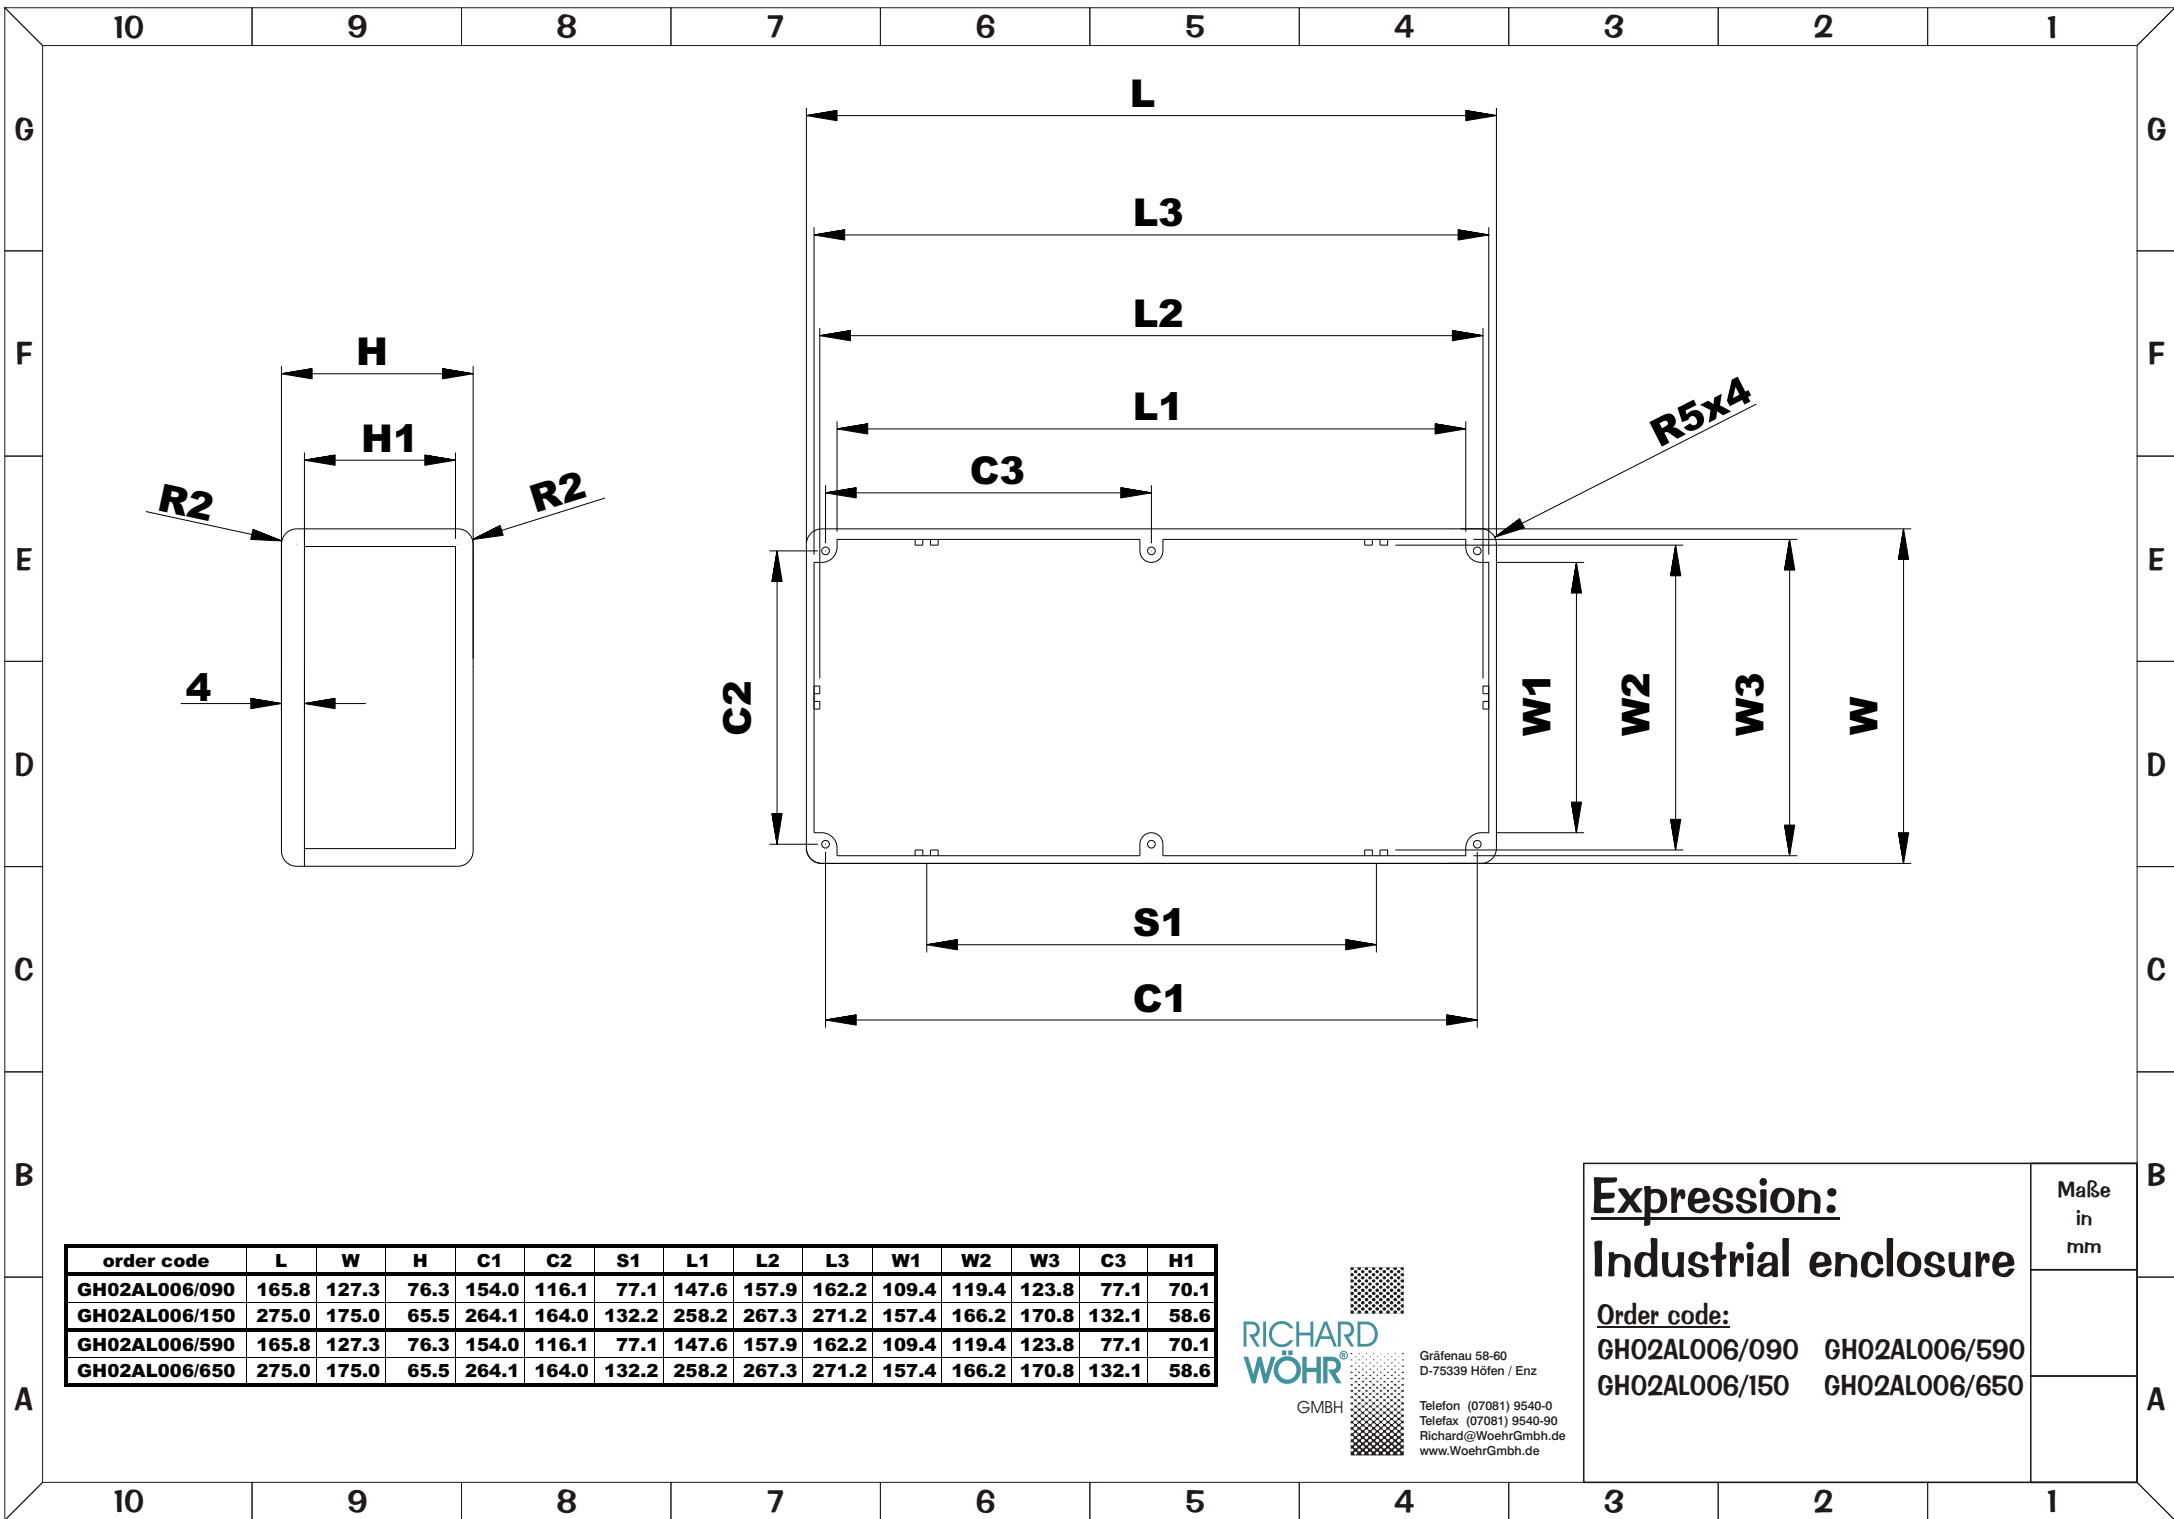 10 9 8 7 6 5 4 3 2 1
G G
F F
E E
D D
C C
B B
A A
L
L3
L2
L1
C3
H
H1
R2
R2
R5x4
4
C2
W1
W2
W3
W
S1
C1
order code L W H C1 C2 S1 L1 L2 L3 W1 W2 W3 C3 H1
GH02AL006/090 165.8 127.3 76.3 154.0 116.1 77.1 147.6 157.9 162.2 109.4 119.4 123.8 77.1 70.1
GH02AL006/150 275.0 175.0 65.5 264.1 164.0 132.2 258.2 267.3 271.2 157.4 166.2 170.8 132.1 58.6
GH02AL006/590 165.8 127.3 76.3 154.0 116.1 77.1 147.6 157.9 162.2 109.4 119.4 123.8 77.1 70.1
GH02AL006/650 275.0 175.0 65.5 264.1 164.0 132.2 258.2 267.3 271.2 157.4 166.2 170.8 132.1 58.6
RICHARD
WÖHR®
GMBH
Gräfenau 58-60
D-75339 Höfen / Enz
Telefon (07081) 9540-0
Telefax (07081) 9540-90
Richard@WoehrGmbh.de
www.WoehrGmbh.de
Expression:
Industrial enclosure
Order code:
GH02AL006/090 GH02AL006/590
GH02AL006/150 GH02AL006/650
Maße
in
mm
10 9 8 7 6 5 4 3 2 1